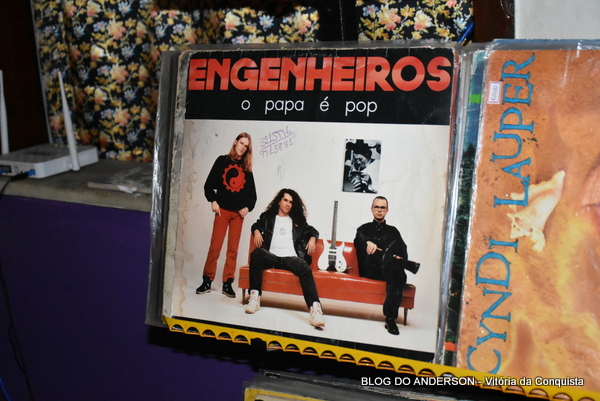 ENGENHEIROS
o papa é pop
CYNDI LAUPER
BLOG DO ANDERSON - Vitória da Conquista